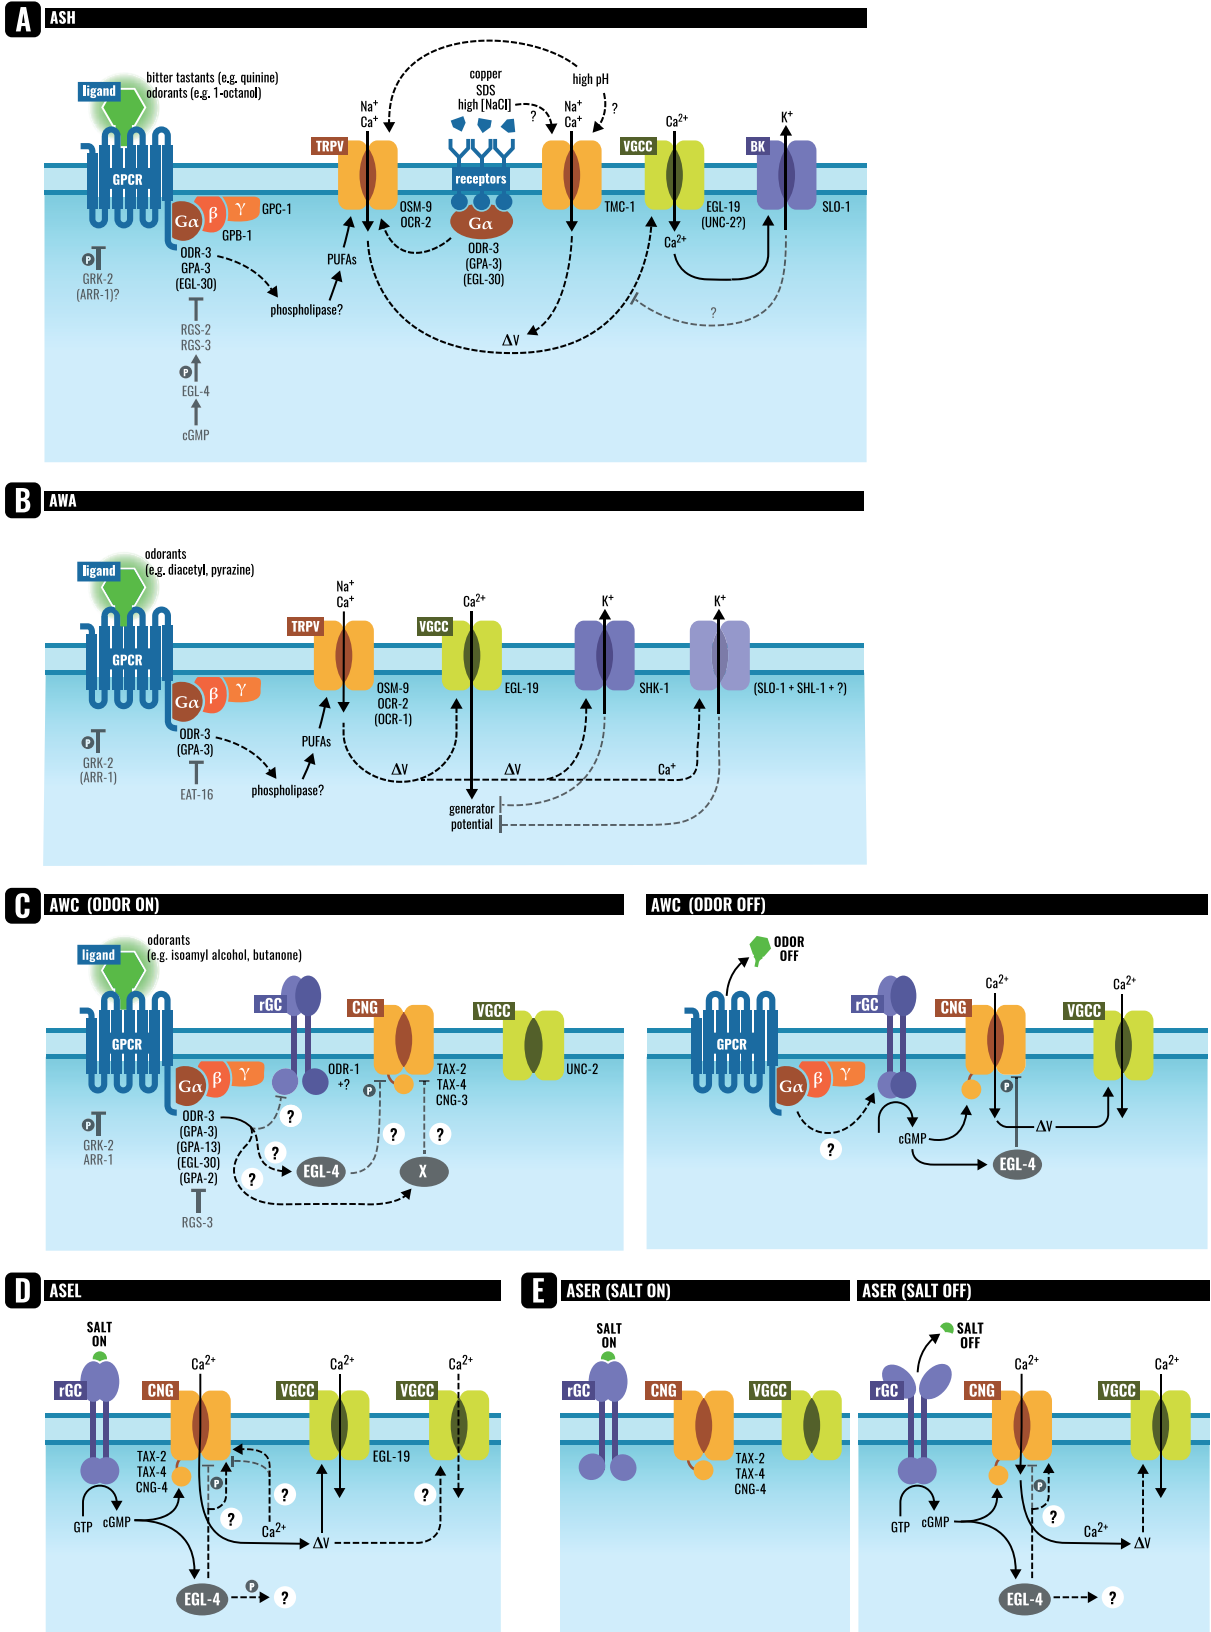 A
ASH
ligand
bitter tastants (e.g. quinine)
odorants (e.g. 1-octanol)
GPCR
Gα
β
γ
GPC-1
GPB-1
ODR-3
GPA-3
(EGL-30)
P
GRK-2
(ARR-1)?
RGS-2
RGS-3
P
EGL-4
cGMP
phospholipase?
PUFAs
Na+
Ca+
TRPV
OSM-9
OCR-2
copper
SDS
high [NaCl]
?
receptors
Gα
ODR-3
(GPA-3)
(EGL-30)
high pH
?
Na+
Ca+
TMC-1
ΔV
Ca2+
VGCC
EGL-19
(UNC-2?)
Ca2+
K+
BK
SLO-1
?
B
AWA
ligand
odorants
(e.g. diacetyl, pyrazine)
GPCR
Gα
β
γ
ODR-3
(GPA-3)
P
GRK-2
(ARR-1)
EAT-16
phospholipase?
PUFAs
Na+
Ca+
TRPV
OSM-9
OCR-2
(OCR-1)
ΔV
Ca2+
VGCC
EGL-19
ΔV
generator
potential
K+
SHK-1
Ca+
K+
(SLO-1 + SHL-1 + ?)
C
AWC (ODOR ON)
ligand
odorants
(e.g. isoamyl alcohol, butanone)
GPCR
Gα
β
γ
ODR-3
(GPA-3)
(GPA-13)
(EGL-30)
(GPA-2)
P
GRK-2
ARR-1
RGS-3
rGC
ODR-1
+?
?
?
?
EGL-4
CNG
P
TAX-2
TAX-4
CNG-3
?
?
X
VGCC
UNC-2
AWC (ODOR OFF)
ODOR
OFF
GPCR
Gα
β
γ
?
rGC
cGMP
CNG
Ca2+
P
EGL-4
ΔV
VGCC
Ca2+
D
ASEL
SALT
ON
rGC
GTP
cGMP
CNG
Ca2+
TAX-2
TAX-4
CNG-4
P
?
?
Ca2+
EGL-4
P
?
ΔV
Ca2+
VGCC
EGL-19
Ca2+
VGCC
?
E
ASER (SALT ON)
SALT
ON
rGC
CNG
TAX-2
TAX-4
CNG-4
VGCC
ASER (SALT OFF)
SALT
OFF
rGC
GTP
cGMP
CNG
Ca2+
P
?
EGL-4
?
Ca2+
ΔV
VGCC
Ca2+